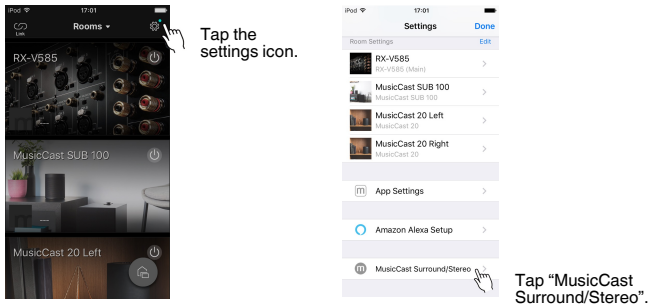 iPod 17:01
Link
Rooms
RX-V585
MusicCast SUB 100
MusicCast 20 Left
Tap the
settings icon.
iPod 17:01
Settings
Done
Room Settings
Edit
RX-V585
RX-V585 (Main)
MusicCast SUB 100
MusicCast SUB 100
MusicCast 20 Left
MusicCast 20
MusicCast 20 Right
MusicCast 20
m App Settings
Amazon Alexa Setup
m MusicCast Surround/Stereo
Tap “MusicCast
Surround/Stereo”.